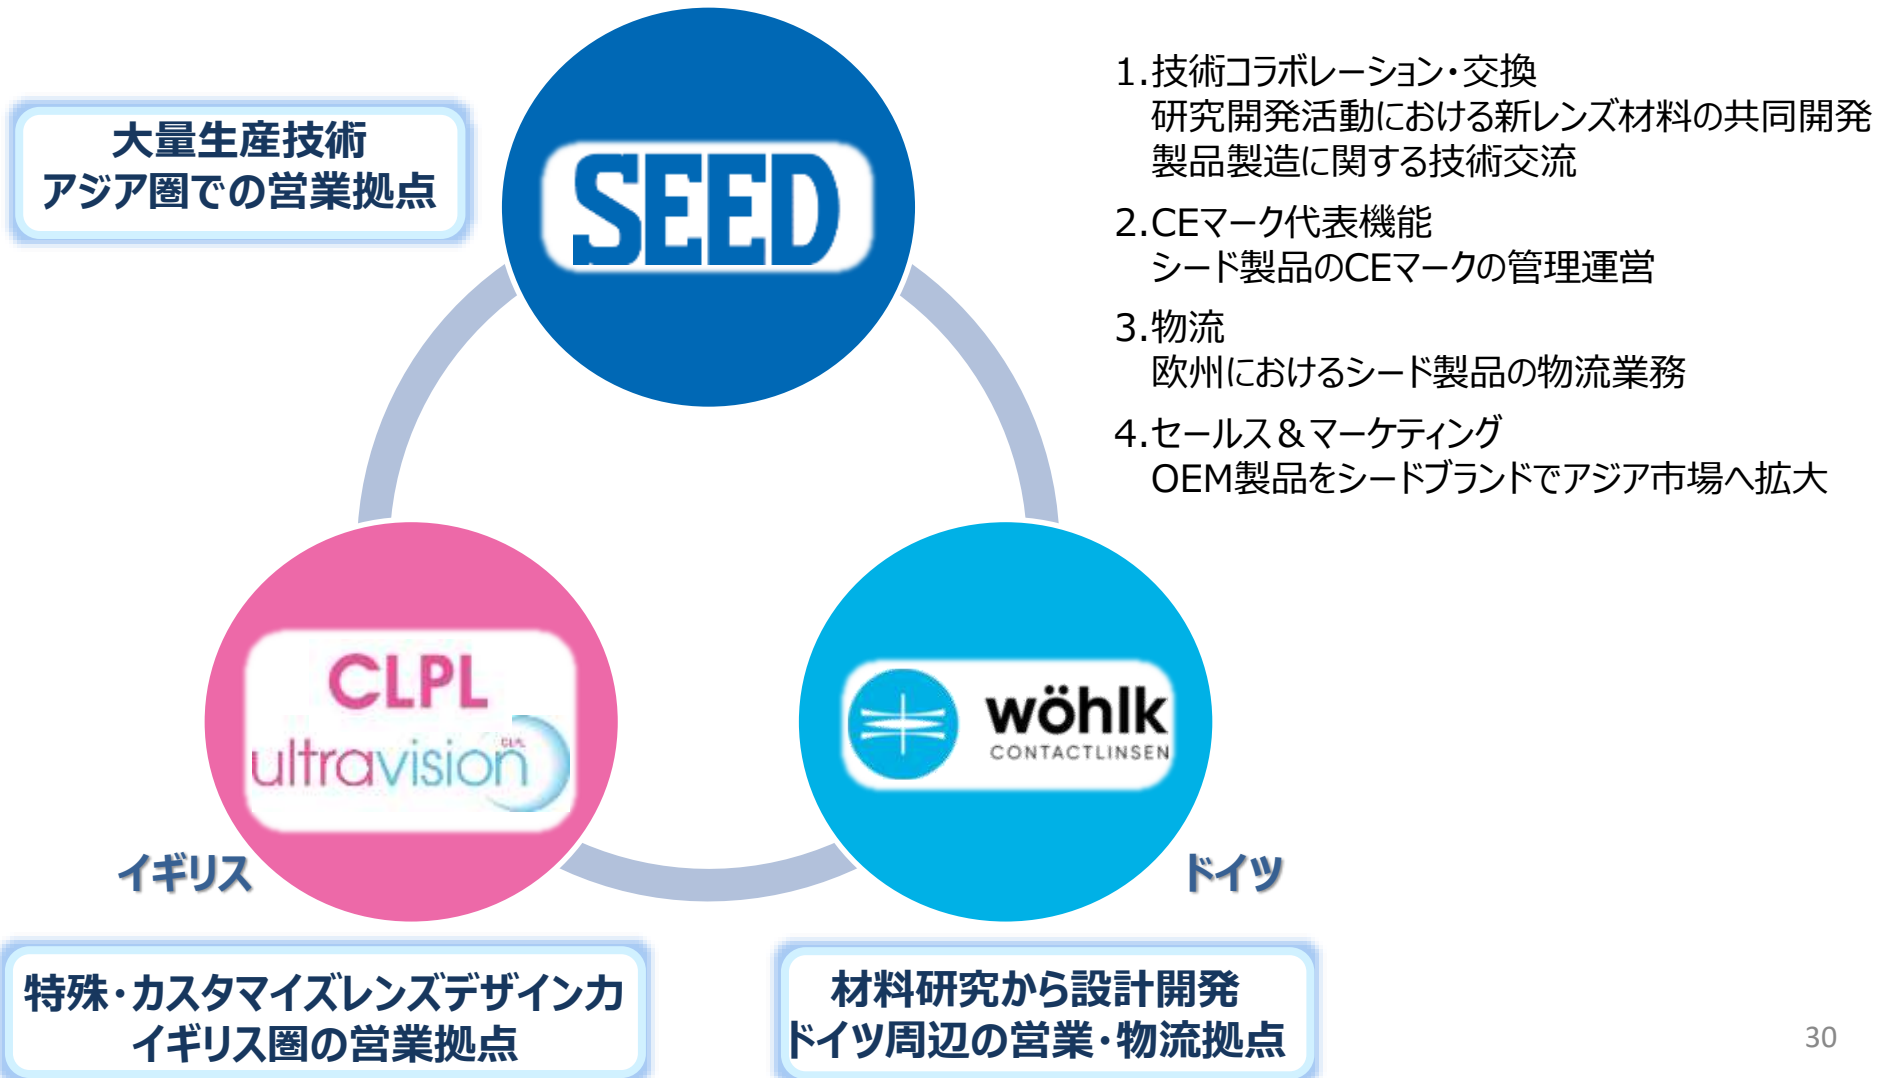 大量生産技術
アジア圏での営業拠点
SEED
1.技術コラボレーション・交換
研究開発活動における新レンズ材料の共同開発
製品製造に関する技術交流
2.CEマーク代表機能
シード製品のCEマークの管理運営
3.物流
欧州におけるシード製品の物流業務
4.セールス＆マーケティング
OEM製品をシードブランドでアジア市場へ拡大
CLPL
ultravision
CLPL
wöhlk
CONTACTLINSEN
イギリス
ドイツ
特殊・カスタマイズレンズデザイン力
イギリス圏の営業拠点
材料研究から設計開発
ドイツ周辺の営業・物流拠点
30